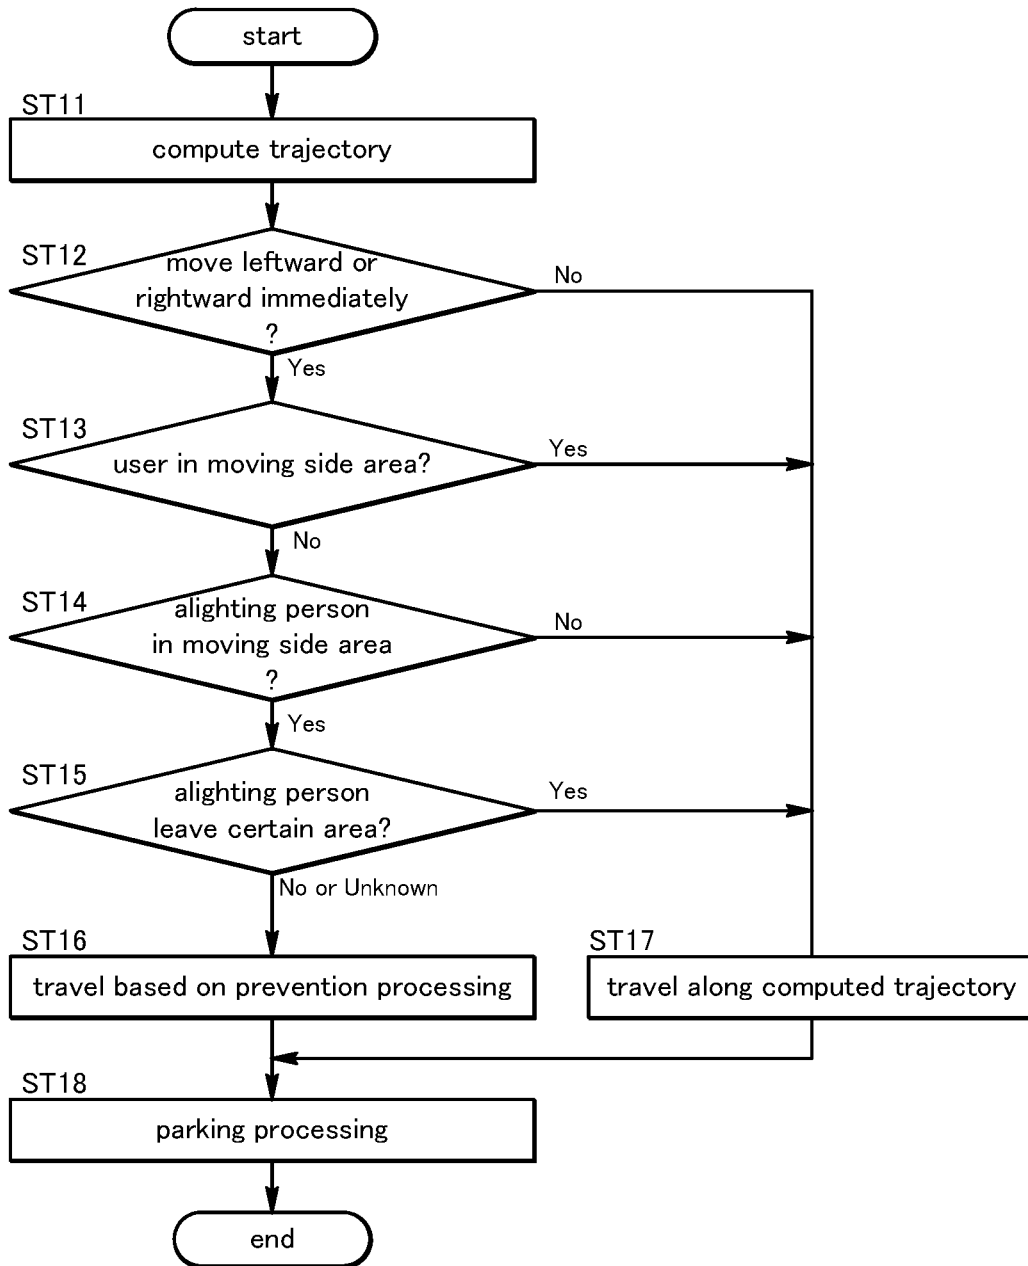 start
ST11
compute trajectory
ST12
move leftward or
rightward immediately
?
No
Yes
ST13
user in moving side area?
Yes
No
ST14
alighting person
in moving side area
?
No
Yes
ST15
alighting person
leave certain area?
Yes
No or Unknown
ST16
travel based on prevention processing
ST17
travel along computed trajectory
ST18
parking processing
end